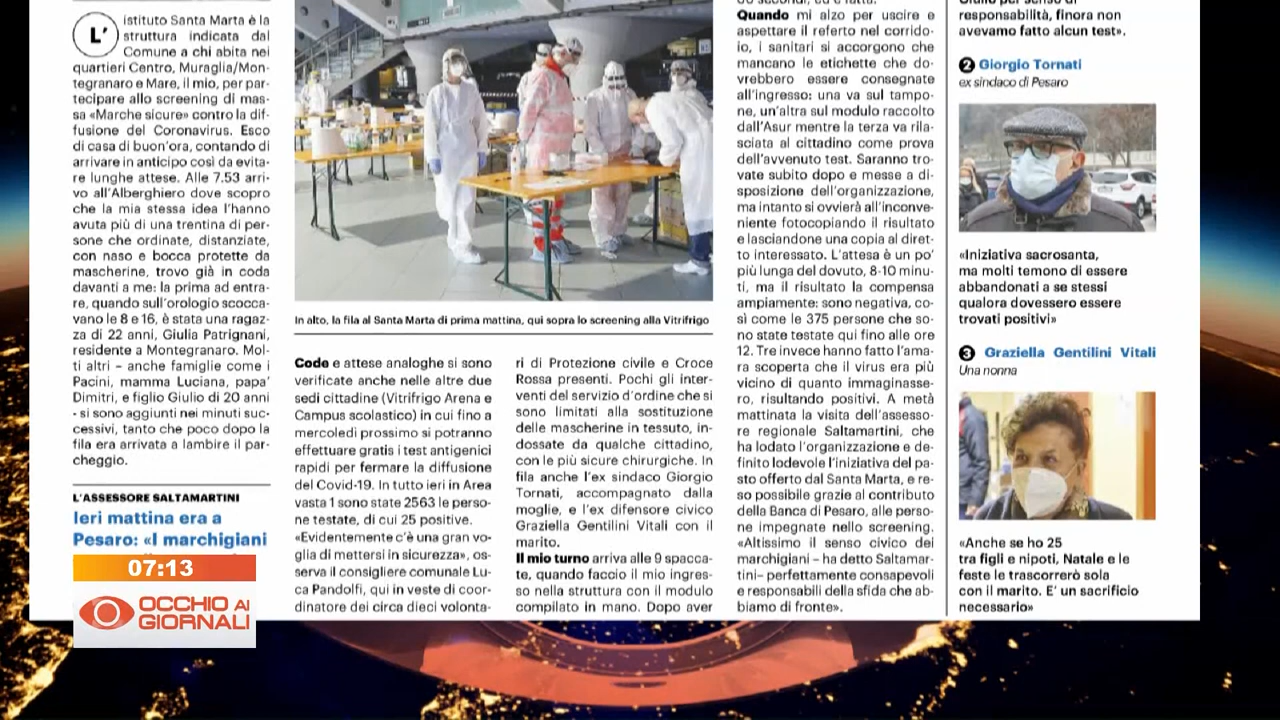 L'
istituto Santa Marta è la
struttura indicata dal
Comune a chi abita nei
quartieri Centro, Muraglia/Mon-
tegranaro e Mare, il mio, per par-
tecipare allo screening di mas-
sa «Marche sicure» contro la dif-
fusione del Coronavirus. Esco
di casa di buon'ora, contando di
arrivare in anticipo così da evita-
re lunghe attese. Alle 7.53 arri-
vo all'Alberghiero dove scopro
che la mia stessa idea l'hanno
avuta più di una trentina di per-
sone che ordinate, distanziate,
con naso e bocca protette da
mascherine, trovo già in coda
davanti a me: la prima ad entra-
re, quando sull'orologio scocca-
vano le 8 e 16, è stata una ragaz-
za di 22 anni, Giulia Patrignani,
residente a Montegranaro. Mol-
ti altri – anche famiglie come i
Pacini, mamma Luciana, papa'
Dimitri, e figlio Giulio di 20 anni
- si sono aggiunti nei minuti suc-
cessivi, tanto che poco dopo la
fila era arrivata a lambire il par-
cheggio.
L'ASSESSORE SALTAMARTINI
Ieri mattina era a
Pesaro: «I marchigiani
07:13
OCCHIO AI
GIORNALI
In alto, la fila al Santa Marta di prima mattina, qui sopra lo screening alla Vitrifrigo
Code e attese analoghe si sono
verificate anche nelle altre due
sedi cittadine (Vitrifrigo Arena e
Campus scolastico) in cui fino a
mercoledì prossimo si potranno
effettuare gratis i test antigenici
rapidi per fermare la diffusione
del Covid-19. In tutto ieri in Area
vasta 1 sono state 2563 le perso-
ne testate, di cui 25 positive.
«Evidentemente c'è una gran vo-
glia di mettersi in sicurezza», os-
serva il consigliere comunale Lu-
ca Pandolfi, qui in veste di coor-
dinatore dei circa dieci volonta-
ri di Protezione civile e Croce
Rossa presenti. Pochi gli inter-
venti del servizio d'ordine che si
sono limitati alla sostituzione
delle mascherine in tessuto, in-
dossate da qualche cittadino,
con le più sicure chirurgiche. In
fila anche l'ex sindaco Giorgio
Tornati, accompagnato dalla
moglie, e l'ex difensore civico
Graziella Gentilini Vitali con il
marito.
Il mio turno arriva alle 9 spacca-
te, quando faccio il mio ingres-
so nella struttura con il modulo
compilato in mano. Dopo aver
Quando mi alzo per uscire e
aspettare il referto nel corrido-
io, i sanitari si accorgono che
mancano le etichette che do-
vrebbero essere consegnate
all'ingresso: una va sul tampo-
ne, un'altra sul modulo raccolto
dall'Asur mentre la terza va rila-
sciata al cittadino come prova
dell'avvenuto test. Saranno tro-
vate subito dopo e messe a di-
sposizione dell'organizzazione,
ma intanto si ovvierà all'inconve-
niente fotocopiando il risultato
e lasciandone una copia al diret-
to interessato. L'attesa è un po'
più lunga del dovuto, 8-10 minu-
ti, ma il risultato la compensa
ampiamente: sono negativa, co-
sì come le 375 persone che so-
no state testate qui fino alle ore
12. Tre invece hanno fatto l'ama-
ra scoperta che il virus era più
vicino di quanto immaginasse-
ro, risultando positivi. A metà
mattinata la visita dell'assesso-
re regionale Saltamartini, che
ha lodato l'organizzazione e de-
finito lodevole l'iniziativa del pa-
sto offerto dal Santa Marta, e re-
so possibile grazie al contributo
della Banca di Pesaro, alle perso-
ne impegnate nello screening.
«Altissimo il senso civico dei
marchigiani – ha detto Saltamar-
tini– perfettamente consapevoli
e responsabili della sfida che ab-
biamo di fronte».
responsabilità, finora non
avevamo fatto alcun test».
2 Giorgio Tornati
ex sindaco di Pesaro
«Iniziativa sacrosanta,
ma molti temono di essere
abbandonati a se stessi
qualora dovessero essere
trovati positivi»
3 Graziella Gentilini Vitali
Una nonna
«Anche se ho 25
tra figli e nipoti, Natale e le
feste le trascorrerò sola
con il marito. E' un sacrificio
necessario»